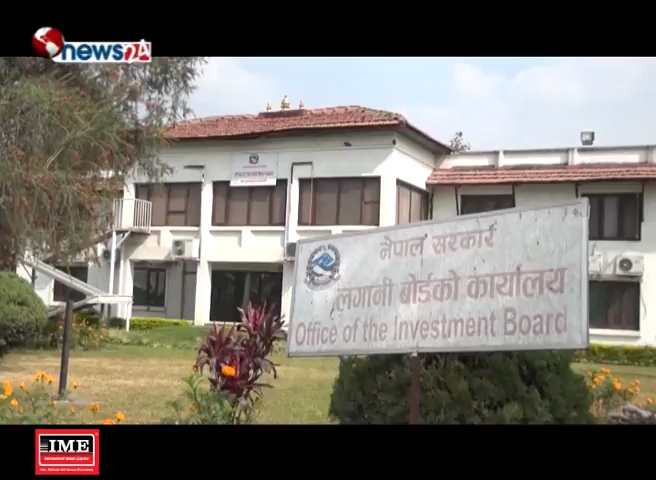 news24
नेपाल सरकार
लगानी बोर्डको कार्यालय
Office of the Investment Board
IME